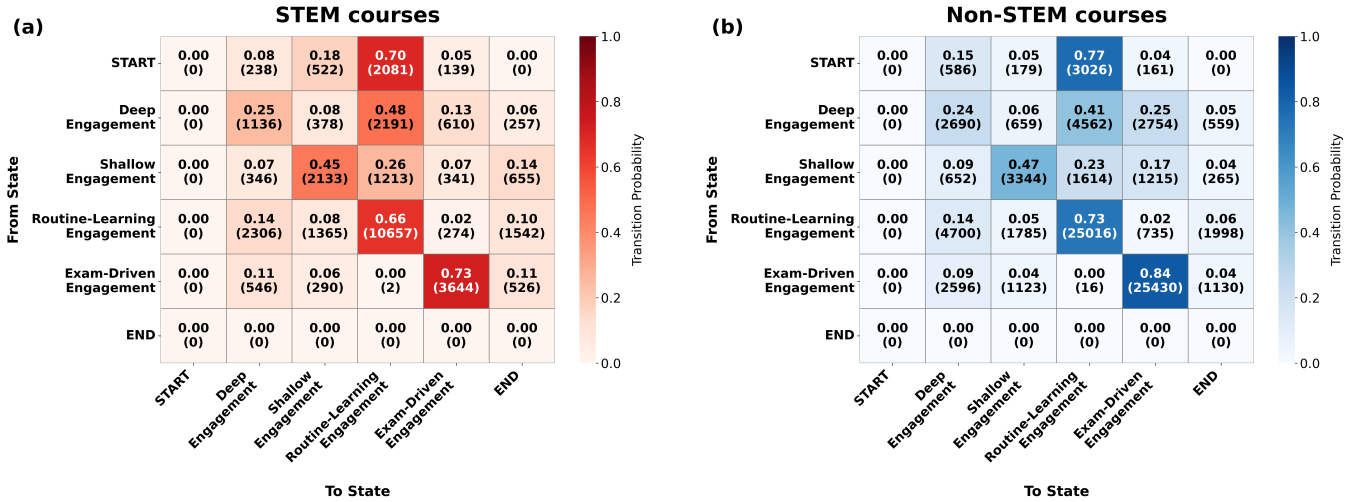 STEM courses
(a)
From State
START
0.00 0.08 0.18 0.70 0.05 0.00
(0) (238) (522) (2081) (139) (0)
Deep
Engagement
0.00 0.25 0.08 0.48 0.13 0.06
(0) (1136) (378) (2191) (610) (257)
Shallow
Engagement
0.00 0.07 0.45 0.26 0.07 0.14
(0) (346) (2133) (1213) (341) (655)
Routine-Learning
Engagement
0.00 0.14 0.08 0.66 0.02 0.10
(0) (2306) (1365) (10657) (274) (1542)
Exam-Driven
Engagement
0.00 0.11 0.06 0.00 0.73 0.11
(0) (546) (290) (2) (3644) (526)
END
0.00 0.00 0.00 0.00 0.00 0.00
(0) (0) (0) (0) (0) (0)
START
Deep
Engagement
Shallow
Engagement
Routine-Learning
Engagement
Exam-Driven
Engagement
END
To State
1.0
0.8
0.6
0.4
0.2
0.0
Transition Probability
Non-STEM courses
(b)
From State
START
0.00 0.15 0.05 0.77 0.04 0.00
(0) (586) (179) (3026) (161) (0)
Deep
Engagement
0.00 0.24 0.06 0.41 0.25 0.05
(0) (2690) (659) (4562) (2754) (559)
Shallow
Engagement
0.00 0.09 0.47 0.23 0.17 0.04
(0) (652) (3344) (1614) (1215) (265)
Routine-Learning
Engagement
0.00 0.14 0.05 0.73 0.02 0.06
(0) (4700) (1785) (25016) (735) (1998)
Exam-Driven
Engagement
0.00 0.09 0.04 0.00 0.84 0.04
(0) (2596) (1123) (16) (25430) (1130)
END
0.00 0.00 0.00 0.00 0.00 0.00
(0) (0) (0) (0) (0) (0)
START
Deep
Engagement
Shallow
Engagement
Routine-Learning
Engagement
Exam-Driven
Engagement
END
To State
1.0
0.8
0.6
0.4
0.2
0.0
Transition Probability